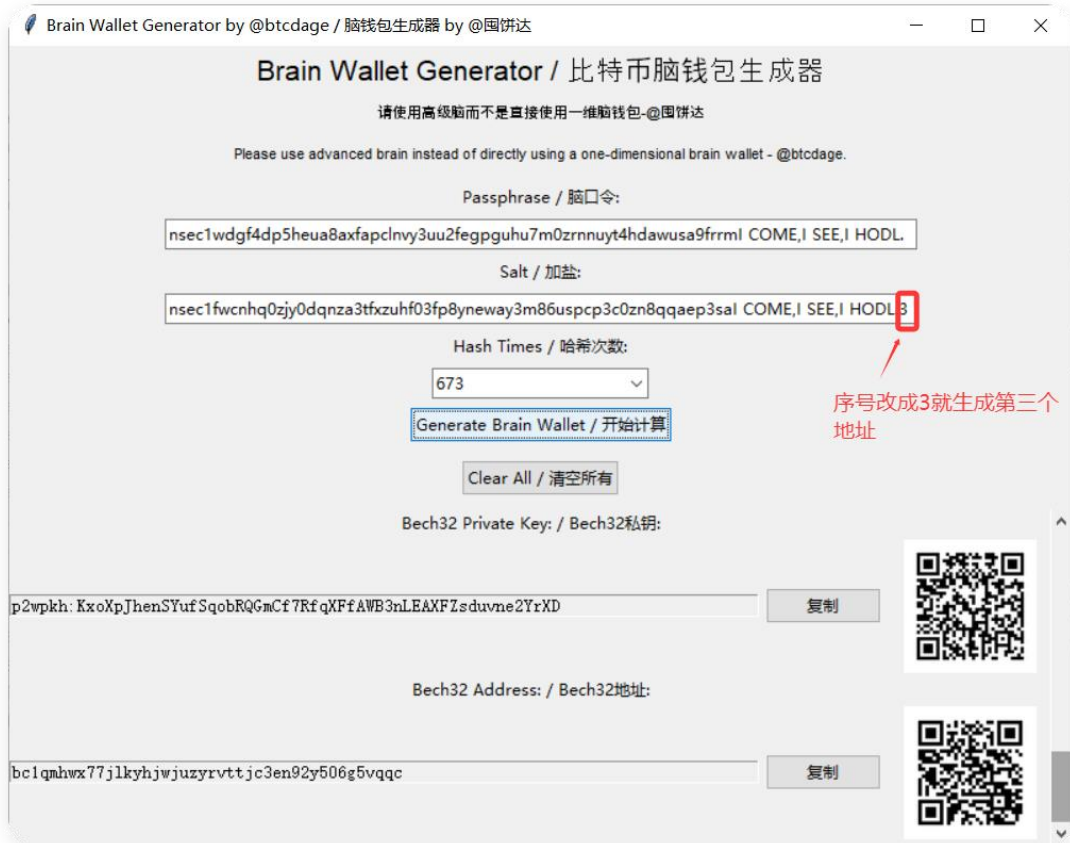 Brain Wallet Generator by @btcdage / 脑钱包生成器 by @囤饼达
Brain Wallet Generator / 比特币脑钱包生成器
请使用高级脑而不是直接使用一维脑钱包-@囤饼达
Please use advanced brain instead of directly using a one-dimensional brain wallet - @btcdage.
Passphrase / 脑口令:
nsec1wdgf4dp5heua8axfapclnvy3uu2fegpguhu7m0zrnnuyt4hdawusa9frrmI COME,I SEE,I HODL.
Salt / 加盐:
nsec1fwcnhq0zjy0dqnza3tfxzuhf03fp8yneway3m86uspcp3c0zn8qqaep3saI COME,I SEE,I HODL.3
Hash Times / 哈希次数:
673
序号改成3就生成第三个
地址
Generate Brain Wallet / 开始计算
Clear All / 清空所有
Bech32 Private Key: / Bech32私钥:
p2wpkh:KxoXpJhenSYufSqobRQGmCf7RfqXFfAWB3nLEAXFZsduvne2YrXD
复制
Bech32 Address: / Bech32地址:
bc1qmhwx77jlkyhjwjuzyrvttjc3en92y506g5vqqc
复制